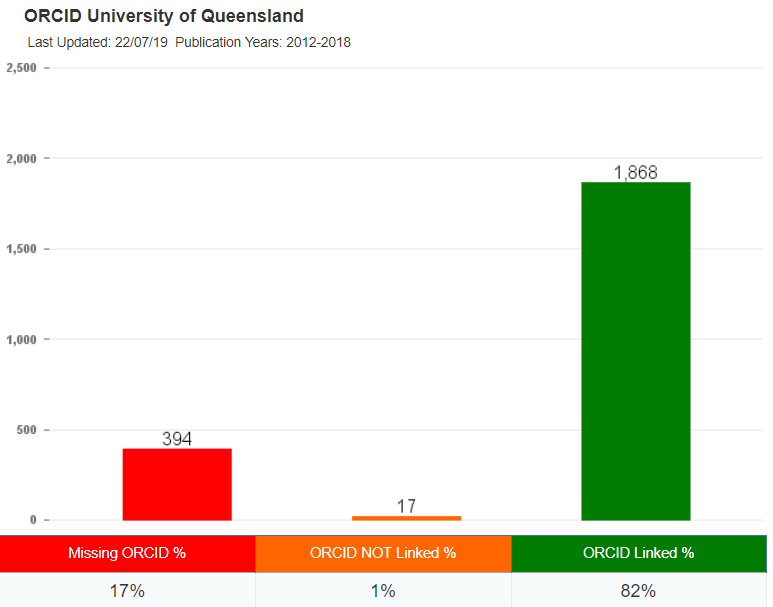 ORCID University of Queensland
Last Updated: 22/07/19 Publication Years: 2012-2018
2,500
2,000
1,868
1,500
1,000
500
394
17
0
Missing ORCID % ORCID NOT Linked % ORCID Linked %
17% 1% 82%